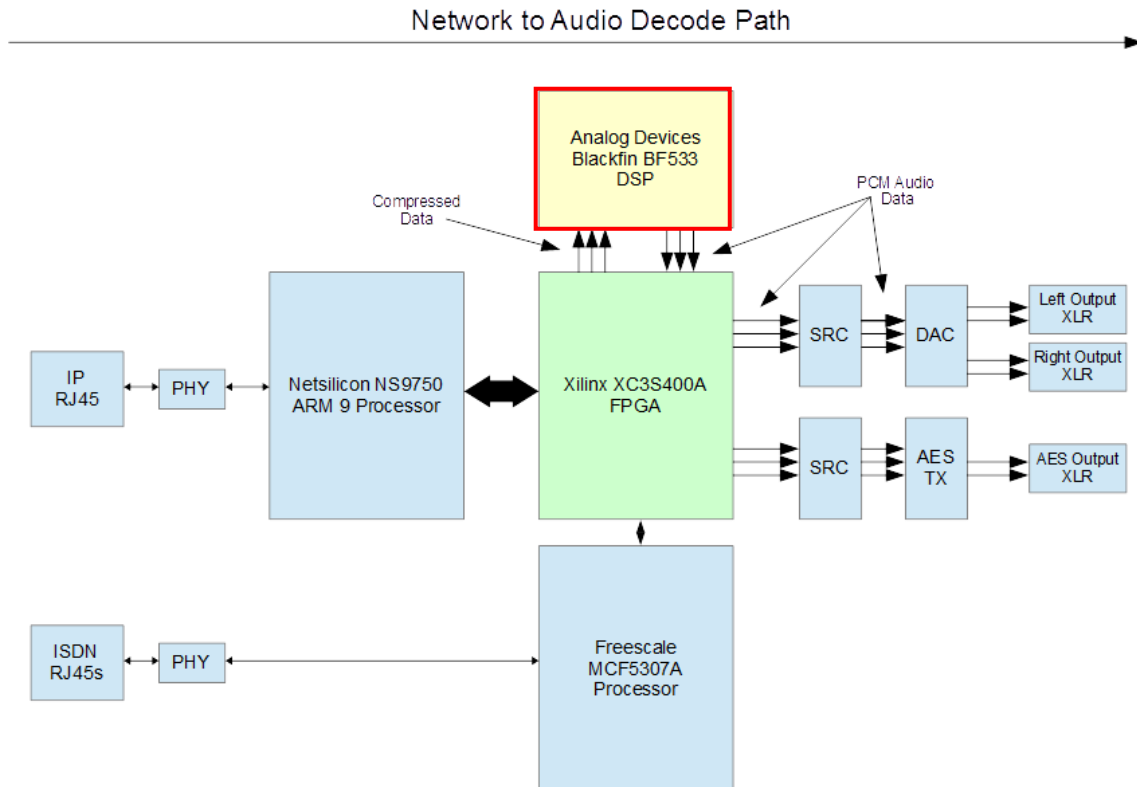 Network to Audio Decode Path
Analog Devices
Blackfin BF533
DSP
Compressed
Data
PCM Audio
Data
IP
RJ45
PHY
Netsilicon NS9750
ARM 9 Processor
Xilinx XC3S400A
FPGA
SRC
DAC
Left Output
XLR
Right Output
XLR
SRC
AES
TX
AES Output
XLR
ISDN
RJ45s
PHY
Freescale
MCF5307A
Processor